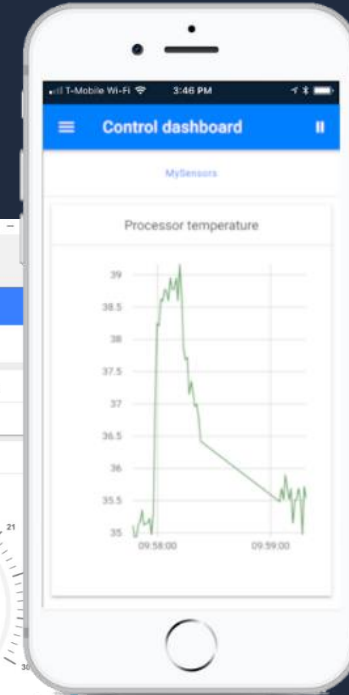 T-Mobile Wi-Fi 3:46 PM
Control dashboard
MySensors
Processor temperature
39
38.5
38
37.5
37
36.5
36
35.5
35
09:58:00 09:59:00
21